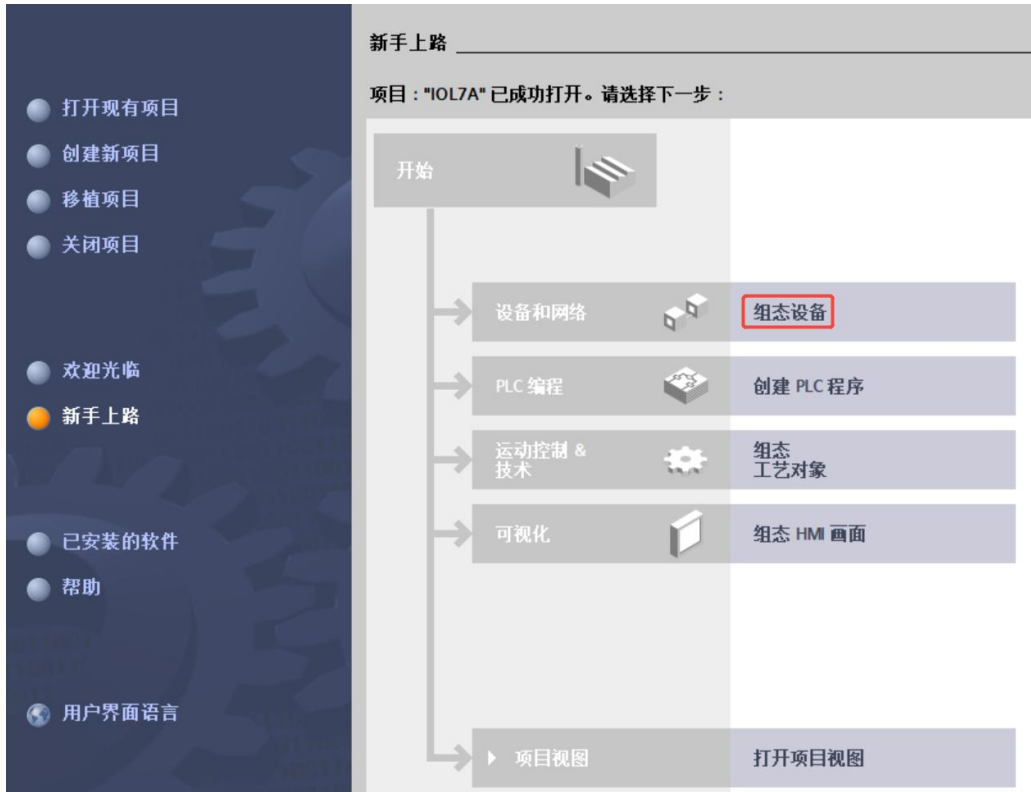 打开现有项目
创建新项目
移植项目
关闭项目
欢迎光临
新手上路
已安装的软件
帮助
用户界面语言
新手上路
项目："IOL7A" 已成功打开。请选择下一步：
开始
设备和网络
组态设备
PLC 编程
创建 PLC 程序
运动控制 &
技术
组态
工艺对象
可视化
组态 HMI 画面
项目视图
打开项目视图